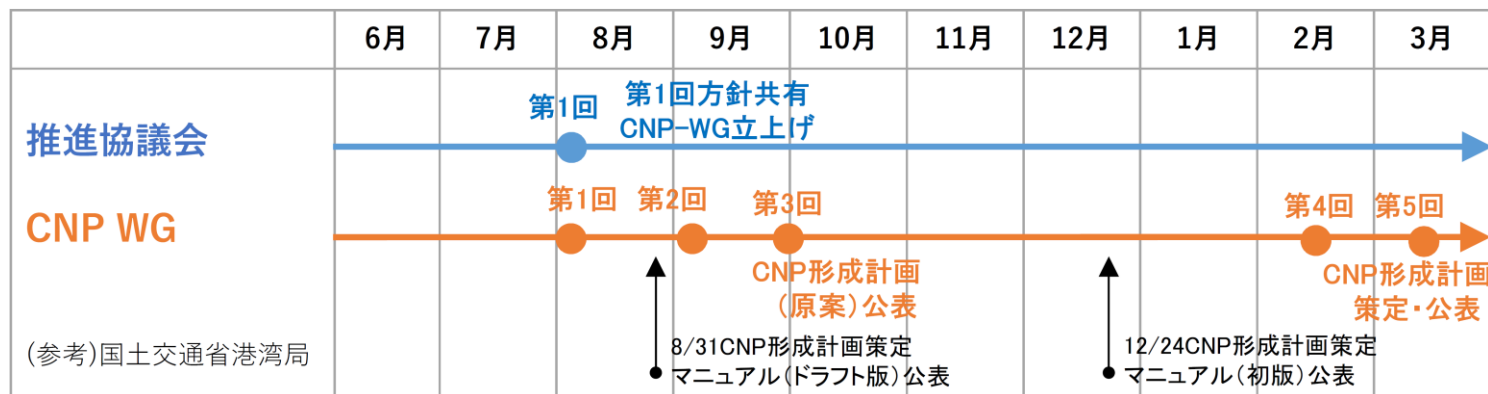 6月 7月 8月 9月 10月 11月 12月 1月 2月 3月
推進協議会
第1回
第1回方針共有
CNP-WG立上げ
CNP WG
第1回 第2回 第3回 第4回 第5回
CNP形成計画
(原案)公表
CNP形成計画
策定・公表
(参考)国土交通省港湾局
8/31CNP形成計画策定
マニュアル(ドラフト版)公表
12/24CNP形成計画策定
マニュアル(初版)公表